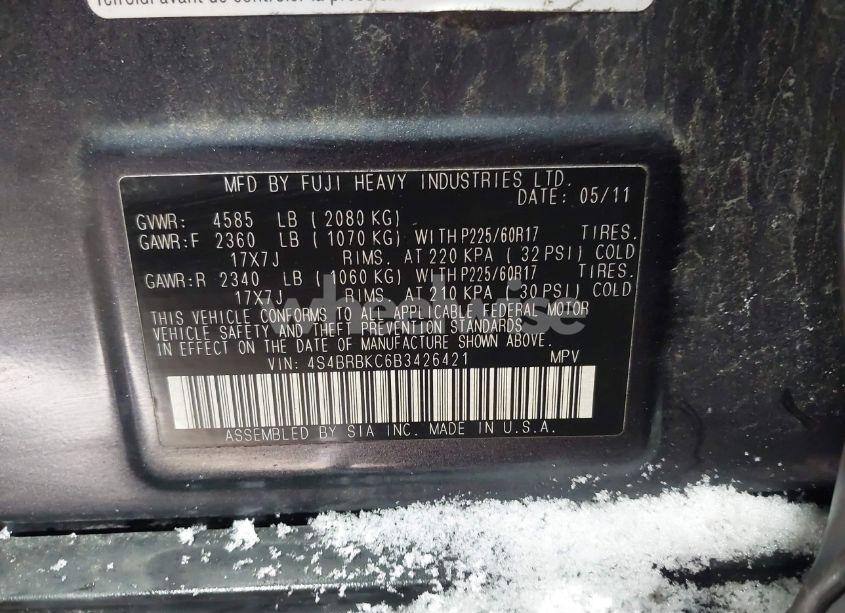 MFD BY FUJI HEAVY INDUSTRIES LTD.
DATE: 05/11
GVWR: 4585 LB ( 2080 KG)
GAWR:F 2360 LB ( 1070 KG) WITH P225/60R17 TIRES.
17X7J RIMS. AT 220 KPA ( 32 PSI) COLD
GAWR:R 2340 LB ( 1060 KG) WITH P225/60R17 TIRES.
17X7J RIMS. AT 210 KPA ( 30 PSI) COLD
THIS VEHICLE CONFORMS TO ALL APPLICABLE FEDERAL MOTOR
VEHICLE SAFETY AND THEFT PREVENTION STANDARDS
IN EFFECT ON THE DATE OF MANUFACTURE SHOWN ABOVE.
VIN: 4S4BRBKC6B3426421 MPV
ASSEMBLED BY SIA INC. MADE IN U.S.A.
wheelwise